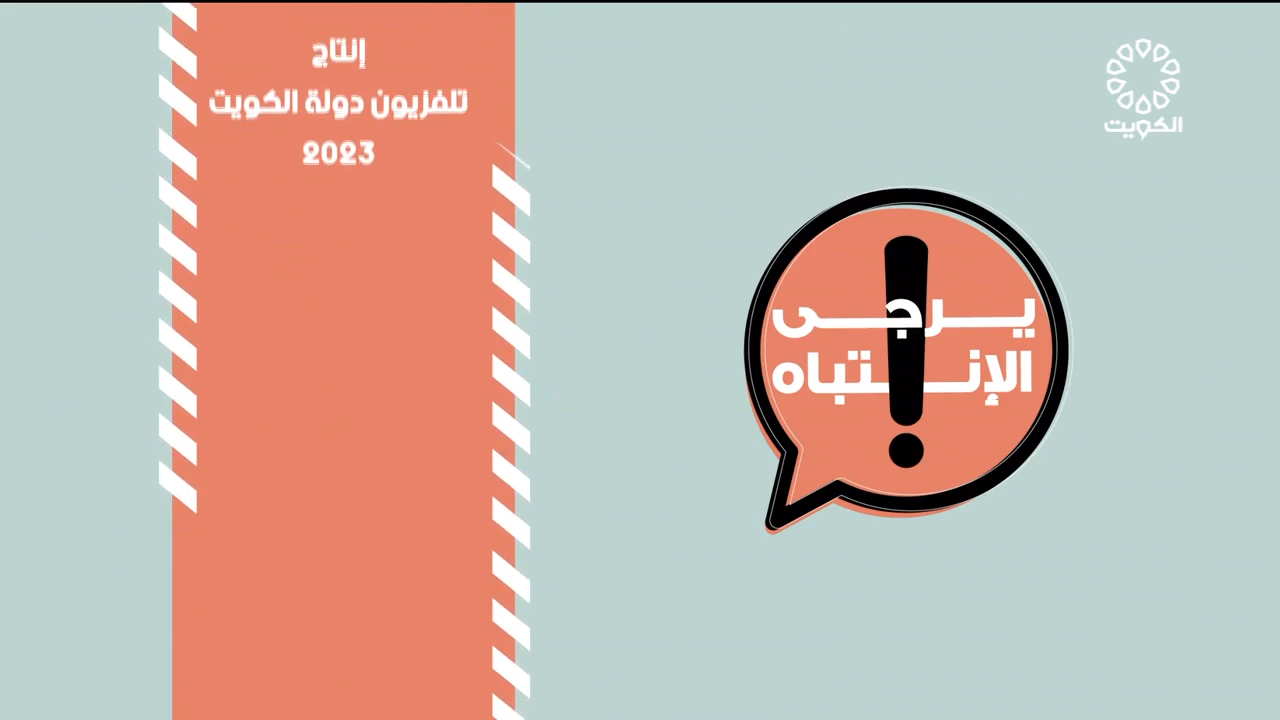 إنتاج
تلفزيون دولة الكويت
2023
الكويت
يرجى
الإنتباه